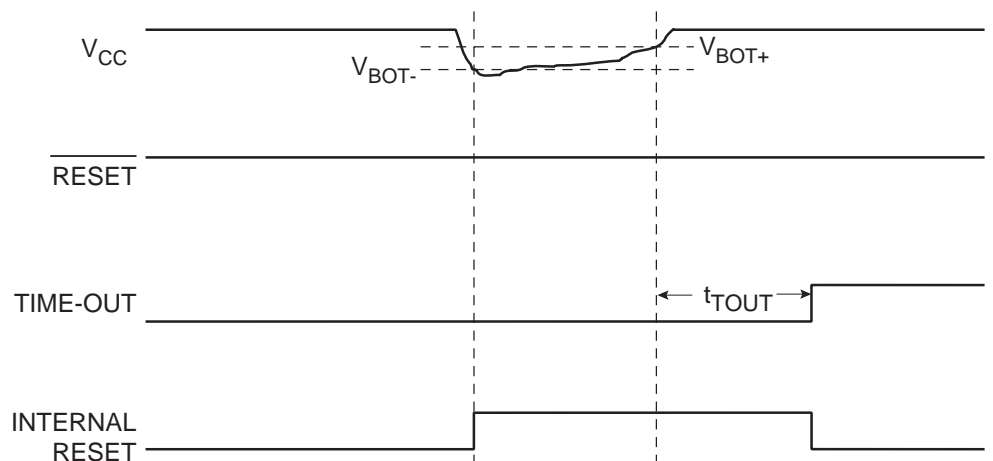 VCC
VBOT-
VBOT+
RESET
TIME-OUT
tTOUT
INTERNAL
RESET